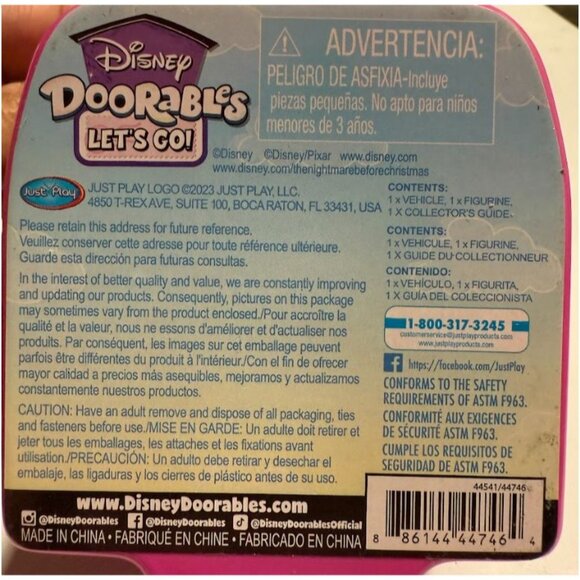 Disney
DOORABLES
LET'S GO!
ADVERTENCIA:
PELIGRO DE ASFIXIA-Incluye
piezas pequeñas. No apto para niños
menores de 3 años.
©Disney ©Disney/Pixar www.disney.com
www.disney.com/thenightmarebeforechristmas
Just Play
JUST PLAY LOGO ©2023 JUST PLAY, LLC.
4850 T-REX AVE, SUITE 100, BOCA RATON, FL 33431, USA
Please retain this address for future reference.
Veuillez conserver cette adresse pour toute référence ultérieure.
Guarde esta dirección para futuras consultas.
In the interest of better quality and value, we are constantly improving
and updating our products. Consequently, pictures on this package
may sometimes vary from the product enclosed./Pour accroître la
qualité et la valeur, nous ne essons d'améliorer et d'actualiser nos
produits. Par conséquent, les images sur cet emballage peuvent
parfois être différentes du produit à l'intérieur./Con el fin de ofrecer
mayor calidad a precios más asequibles, mejoramos y actualizamos
constantemente nuestros productos.
CAUTION: Have an adult remove and dispose of all packaging, ties
and fasteners before use./MISE EN GARDE: Un adulte doit retirer et
jeter tous les emballages, les attaches et les fixations avant
utilisation./PRECAUCIÓN: Un adulto debe retirar y desechar el
embalaje, las ligaduras y los cierres de plástico antes de su uso.
CONTENTS:
1 x VEHICLE, 1 x FIGURINE,
1 X COLLECTOR'S GUIDE
CONTENU:
1 x VEHICULE, 1 x FIGURINE,
1 X GUIDE DU COLLECTIONNEUR
CONTENIDO:
1 x VEHÍCULO, 1 x FIGURITA,
1 X GUÍA DEL COLECCIONISTA
1-800-317-3245
customerservice@justplayproducts.com
www.justplayproducts.com
https://facebook.com/JustPlay
CONFORMS TO THE SAFETY
REQUIREMENTS OF ASTM F963.
CONFORMITÉ AUX EXIGENCES
DE SÉCURITÉ ASTM F963.
CUMPLE LOS REQUISITOS DE
SEGURIDAD DE ASTM F963.
www.DisneyDoorables.com
@DisneyDoorables @DisneyDoorables @DisneyDoorablesOfficial
MADE IN CHINA • FABRIQUÉ EN CHINE • FABRICADO EN CHINA
44541/44746
8 86144 44746 4